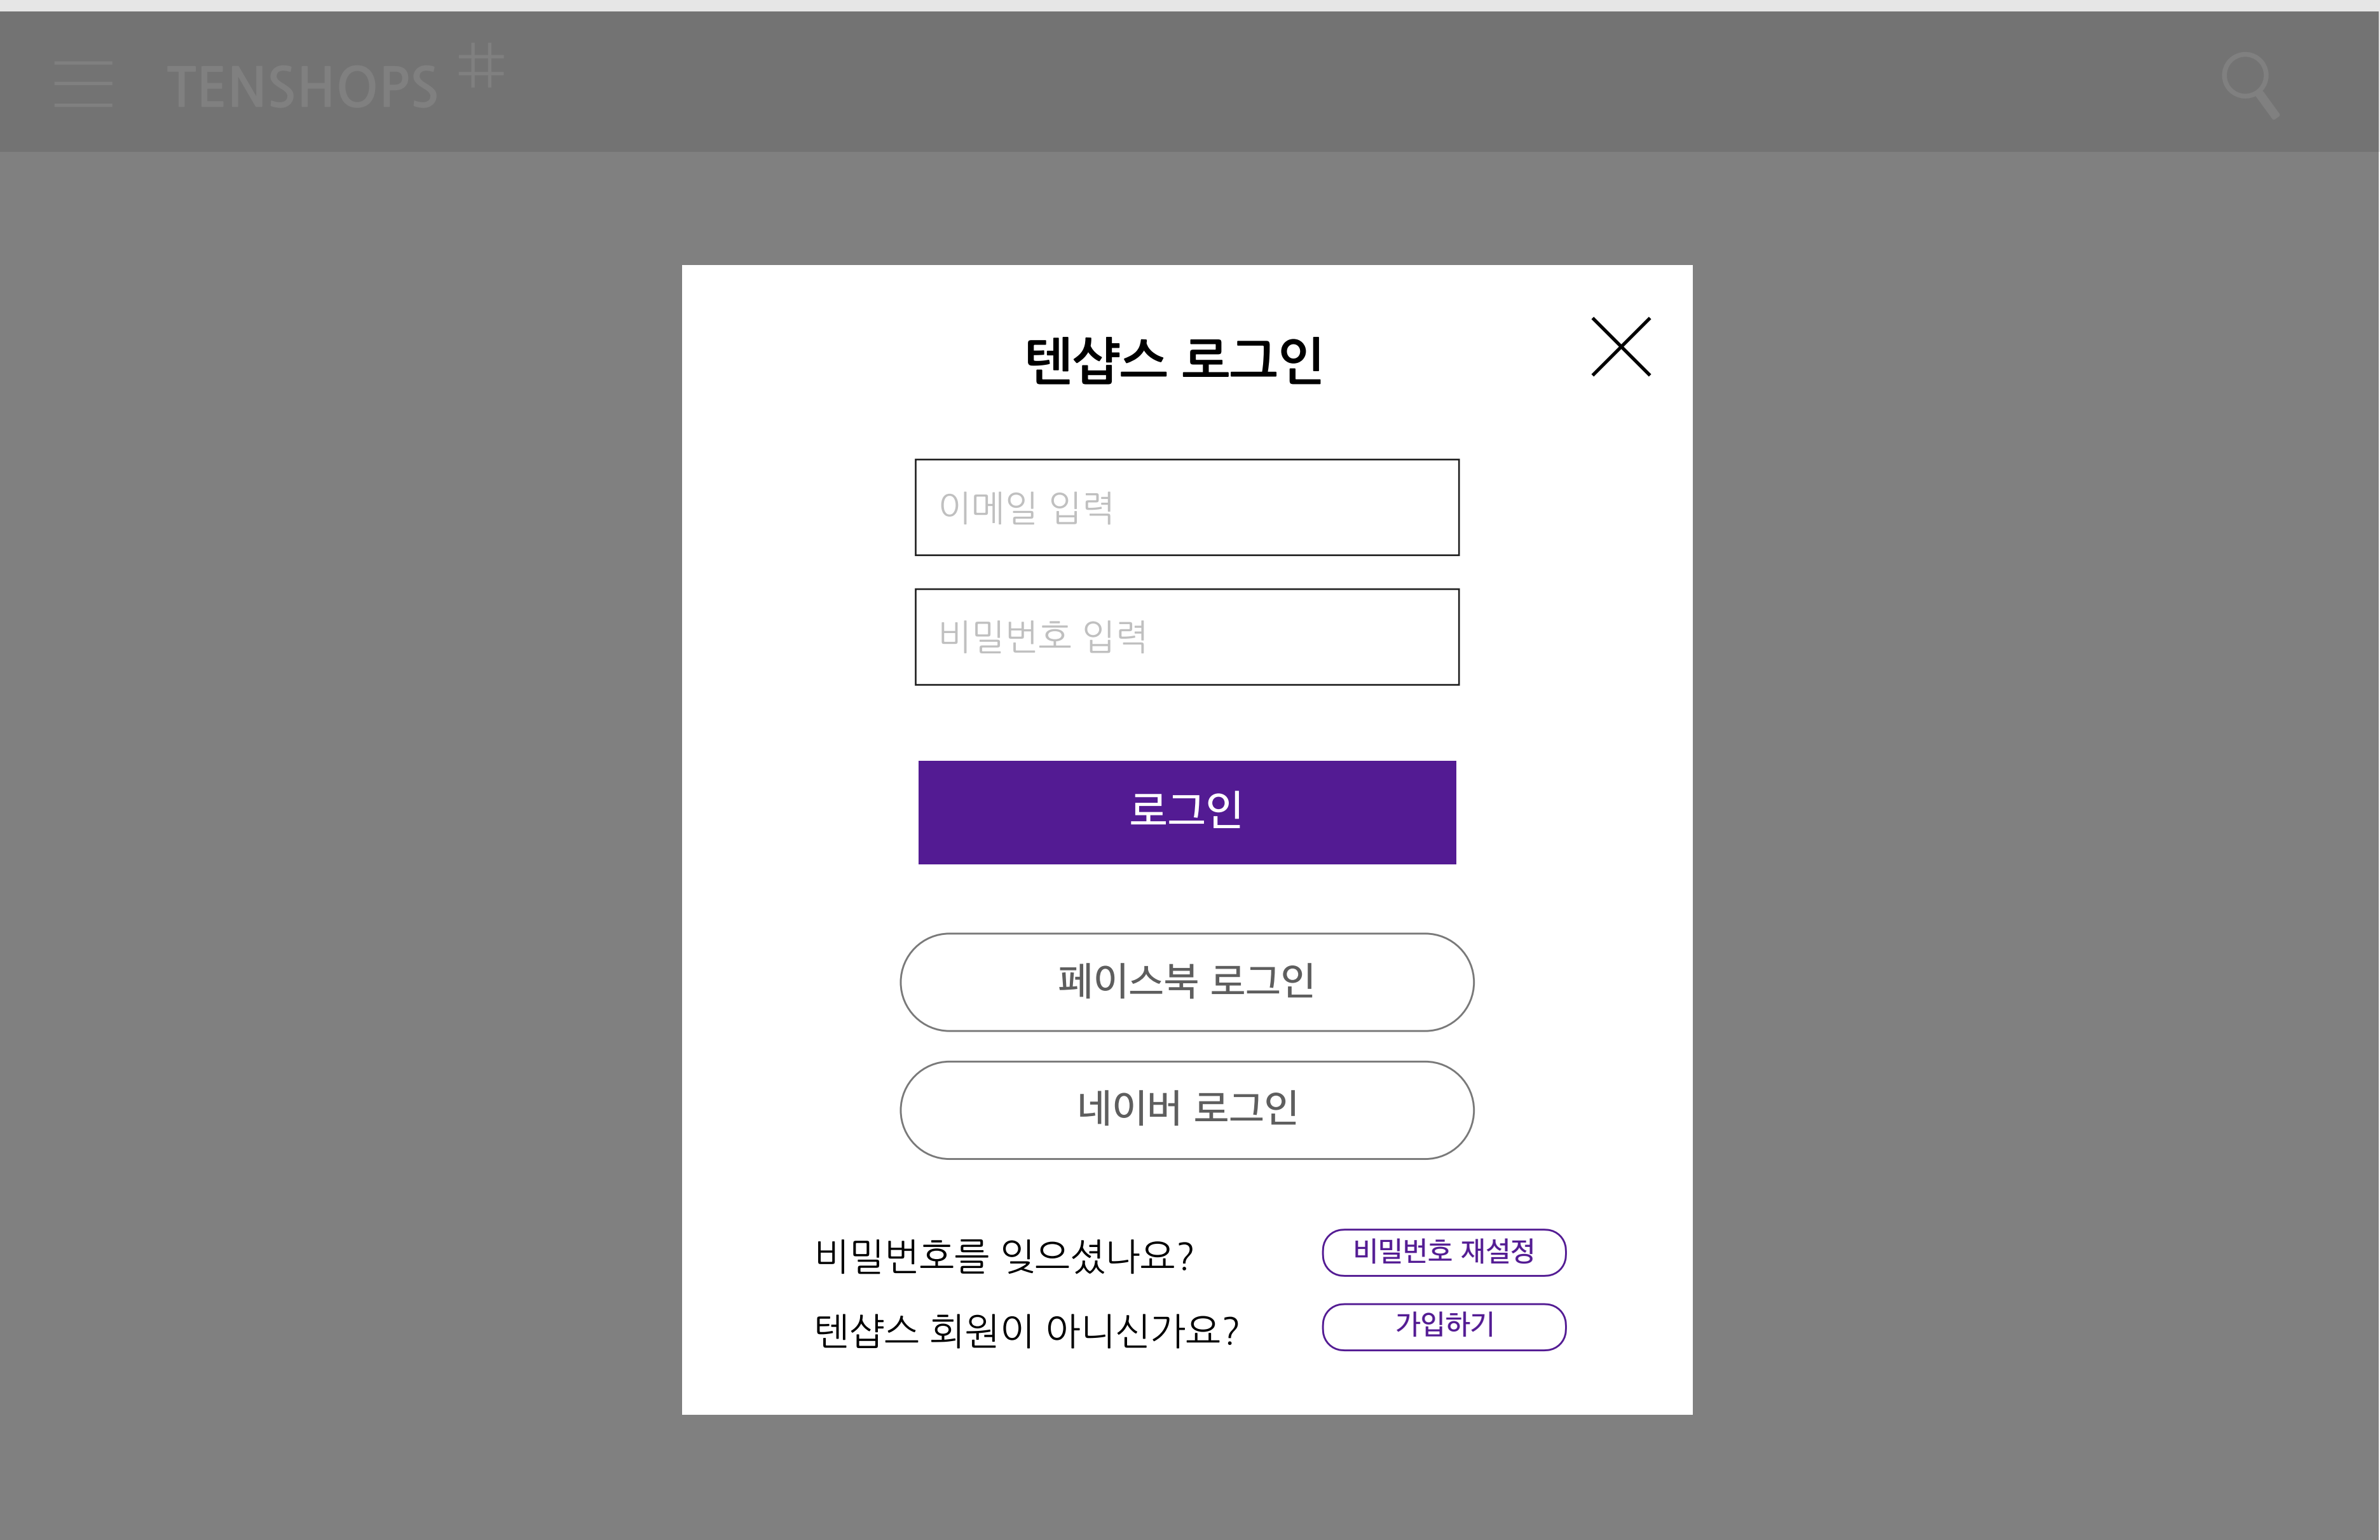 TENSHOPS #
텐샵스 로그인
이메일 입력
비밀번호 입력
로그인
페이스북 로그인
네이버 로그인
비밀번호를 잊으셨나요? 비밀번호 재설정
텐샵스 회원이 아니신가요? 가입하기